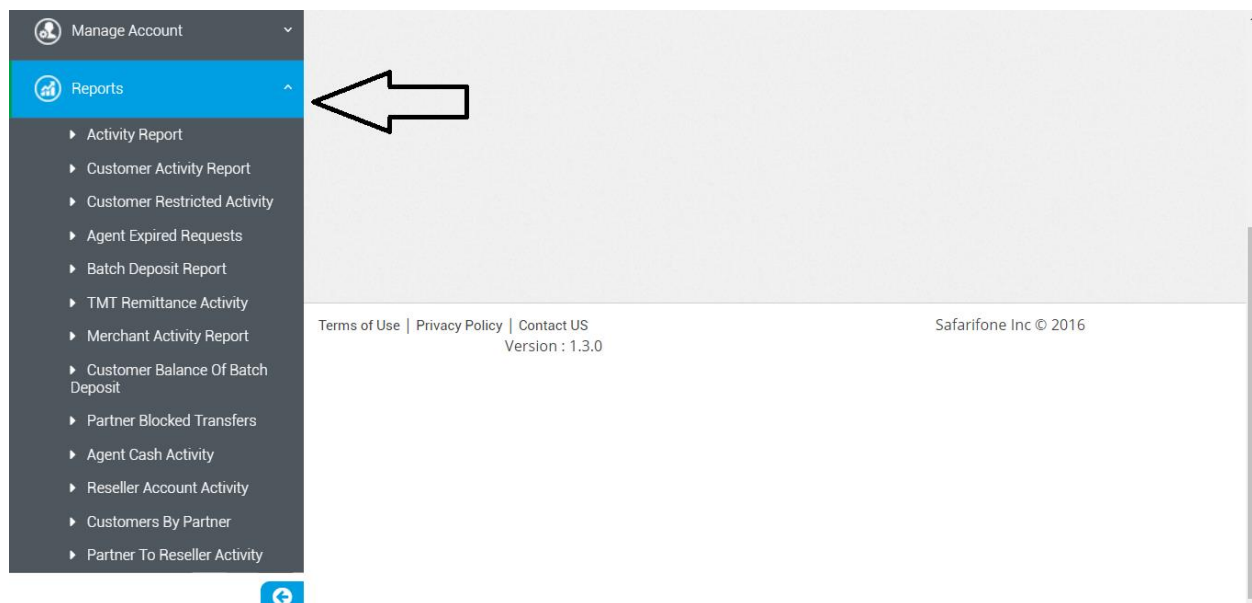 Manage Account
Reports
Activity Report
Customer Activity Report
Customer Restricted Activity
Agent Expired Requests
Batch Deposit Report
TMT Remittance Activity
Merchant Activity Report
Customer Balance Of Batch
Deposit
Partner Blocked Transfers
Agent Cash Activity
Reseller Account Activity
Customers By Partner
Partner To Reseller Activity
Terms of Use | Privacy Policy | Contact US
Version : 1.3.0
Safarifone Inc © 2016